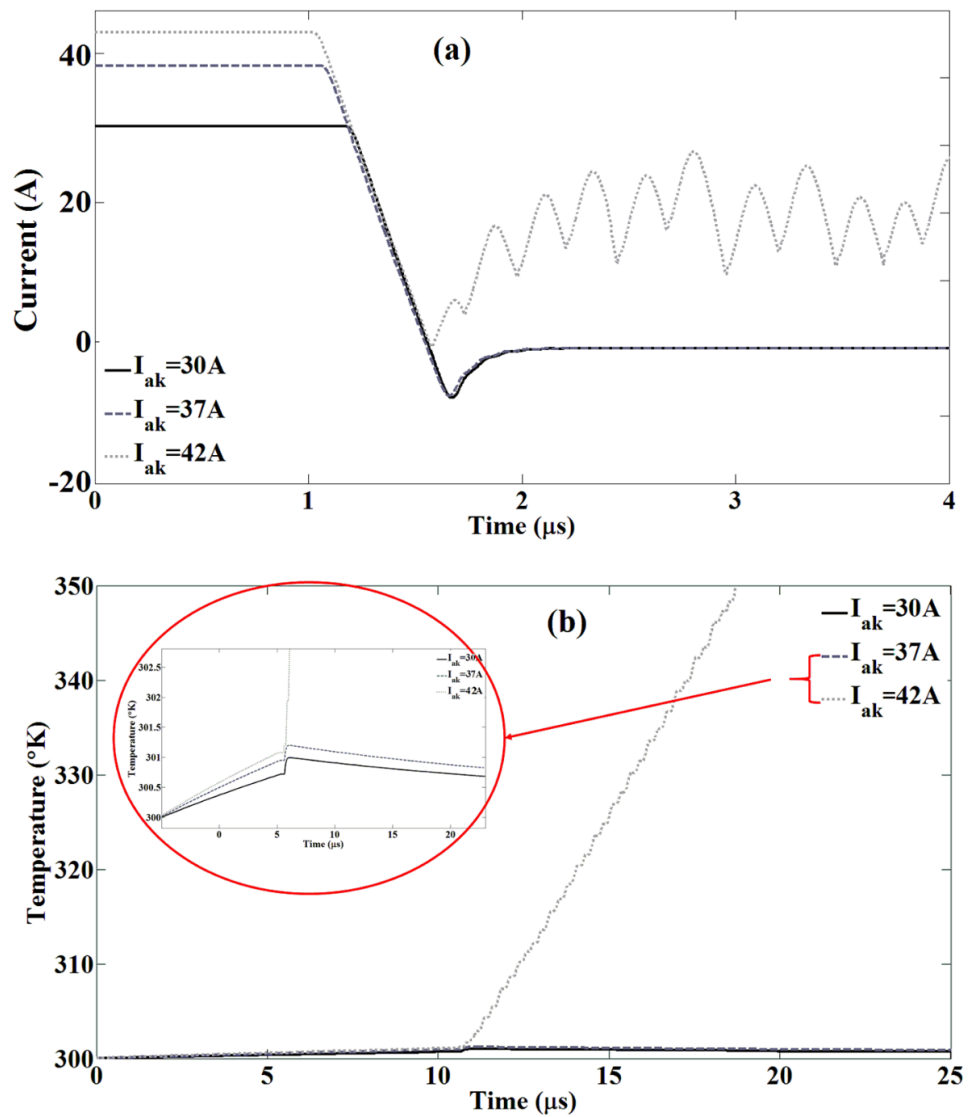 (a)
Current (A)
40
20
0
-20
I_ak=30A
I_ak=37A
I_ak=42A
0 1 2 3 4
Time (μs)
(b)
Temperature (°K)
350
340
330
320
310
300
I_ak=30A
I_ak=37A
I_ak=42A
Temperature (°K)
302.5
302
301.5
301
300.5
300
I_ak=30A
I_ak=37A
I_ak=42A
0 5 10 15 20
Time (μs)
0 5 10 15 20 25
Time (μs)